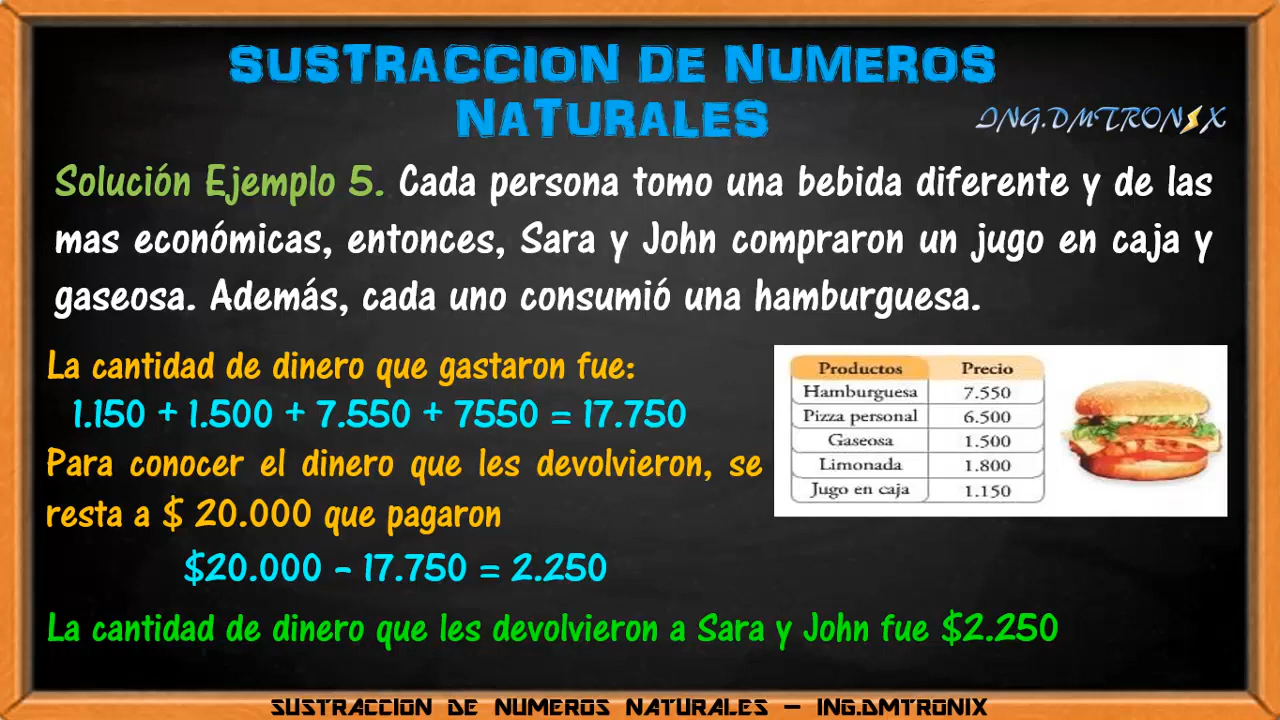 SUSTRACCION DE NUMEROS
NATURALES
ING.DMTRONIX
Solución Ejemplo 5. Cada persona tomo una bebida diferente y de las
mas económicas, entonces, Sara y John compraron un jugo en caja y
gaseosa. Además, cada uno consumió una hamburguesa.
La cantidad de dinero que gastaron fue:
1.150 + 1.500 + 7.550 + 7550 = 17.750
Para conocer el dinero que les devolvieron, se
resta a $ 20.000 que pagaron
$20.000 – 17.750 = 2.250
La cantidad de dinero que les devolvieron a Sara y John fue $2.250
Productos Precio
Hamburguesa 7.550
Pizza personal 6.500
Gaseosa 1.500
Limonada 1.800
Jugo en caja 1.150
SUSTRACCION DE NUMEROS NATURALES – ING.DMTRONIX